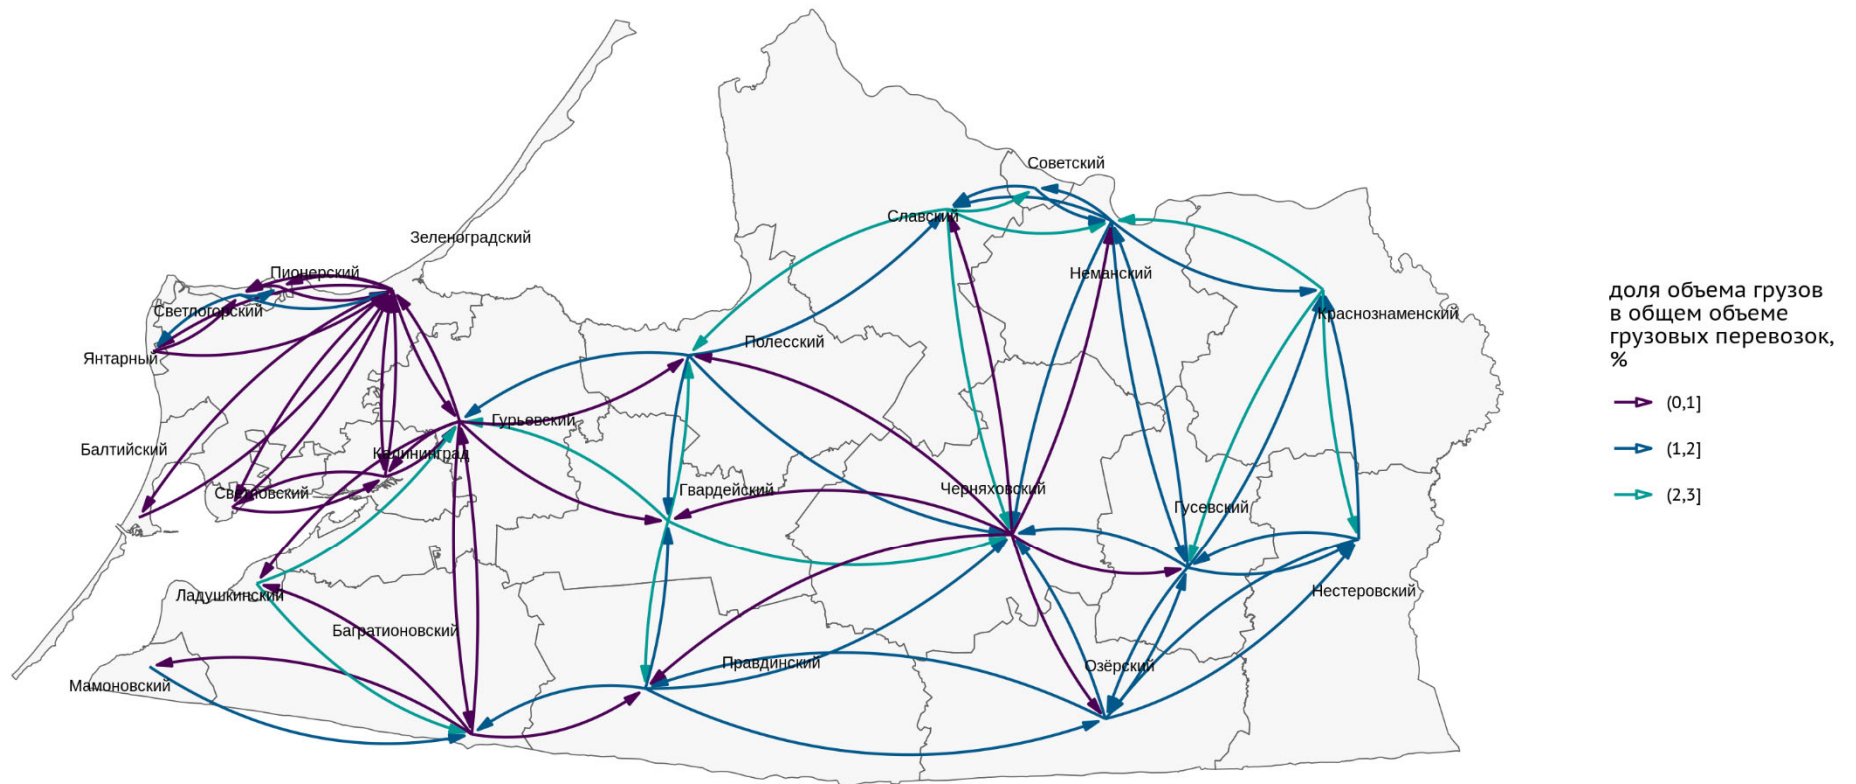 Советский
Славский
Зеленоградский
Пионерский
Неманский
Светлогорский
Краснознаменский
Полесский
Янтарный
Гурьевский
Балтийский
Калининград
Светловский
Гвардейский
Черняховский
Гусевский
Ладушкинский
Нестеровский
Багратионовский
Правдинский
Озёрский
Мамоновский
доля объема грузов
в общем объеме
грузовых перевозок,
%
(0,1]
(1,2]
(2,3]